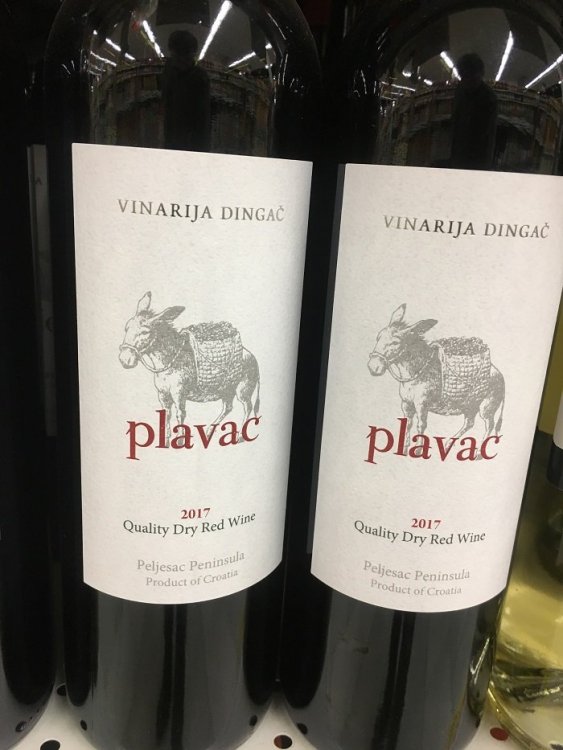 VINARIJA DINGAČ
plavac
2017
Quality Dry Red Wine
Peljesac Peninsula
Product of Croatia
VINARIJA DINGAČ
plavac
2017
Quality Dry Red Wine
Peljesac Peninsula
Product of Croatia